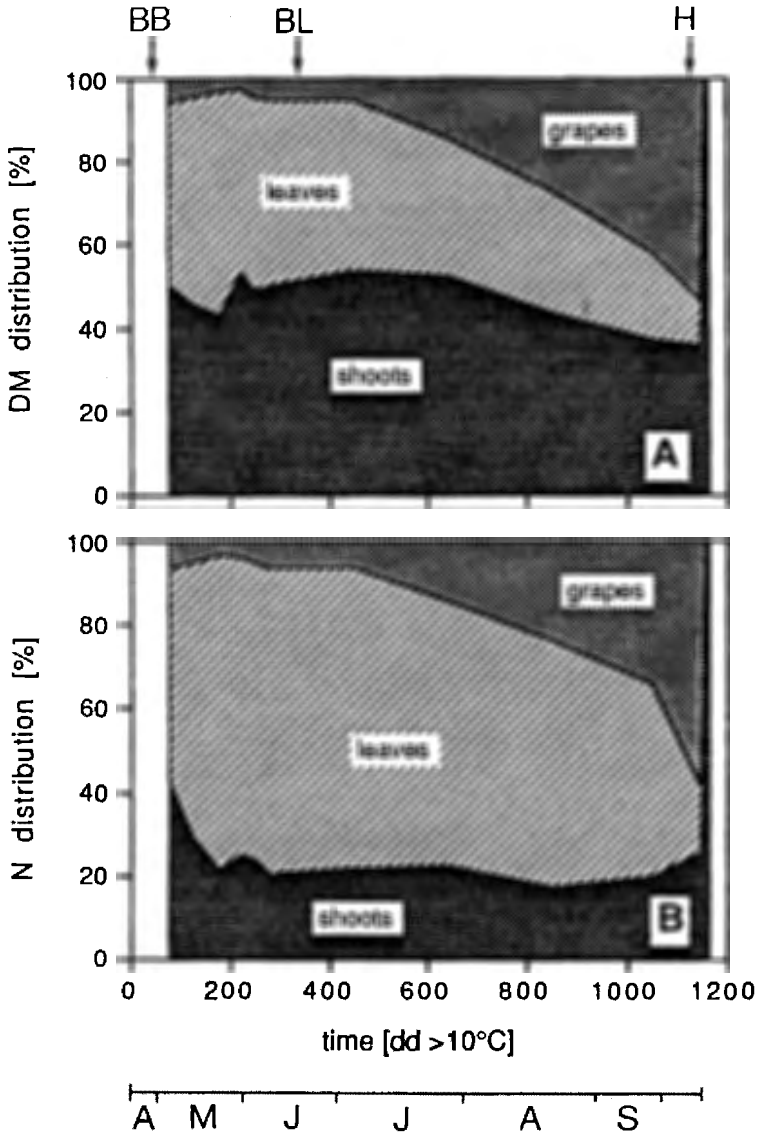 BB BL H
100
grapes
80
leaves
60
40
shoots
20
A
0
DM distribution [%]
100
grapes
80
60
leaves
40
20
shoots
B
0
N distribution [%]
0 200 400 600 800 1000 1200
time [dd >10°C]
A M J J A S